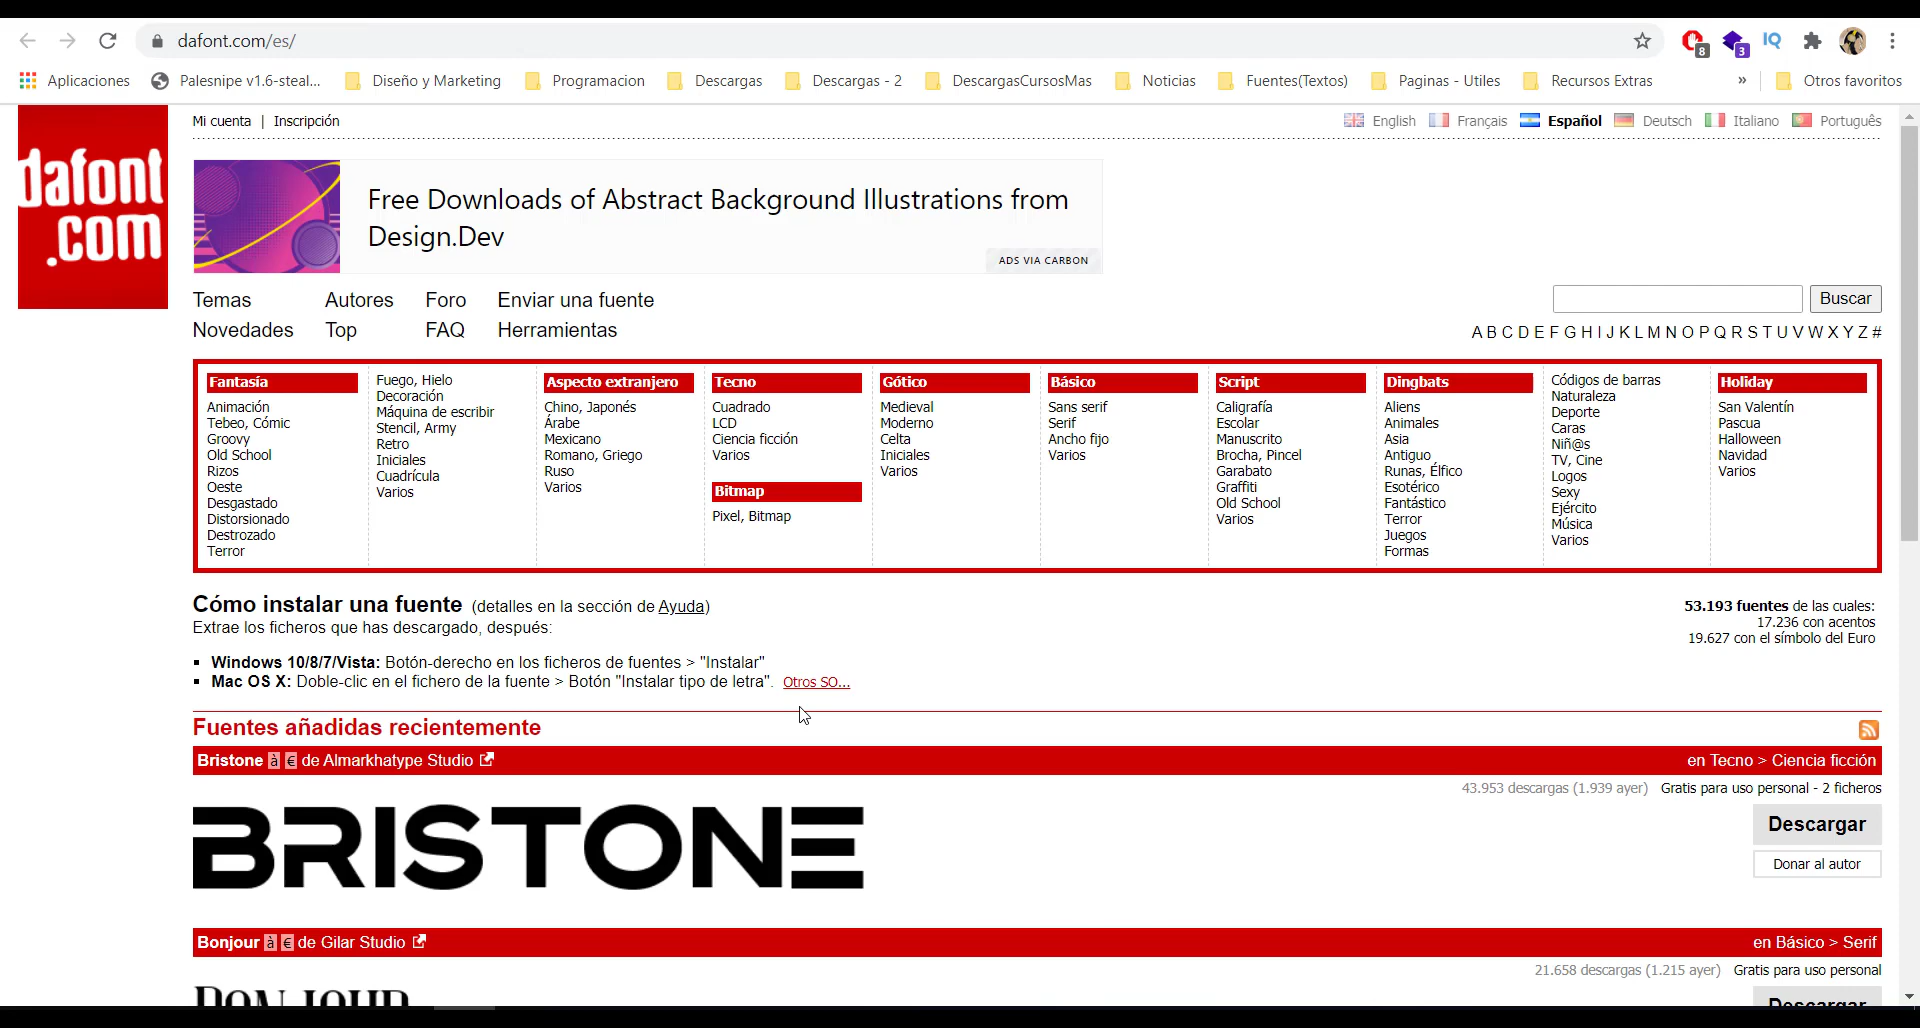 dafont.com/es/
8
3
IQ
Aplicaciones
Palesnipe v1.6-steal...
Diseño y Marketing
Programacion
Descargas
Descargas - 2
DescargasCursosMas
Noticias
Fuentes(Textos)
Paginas - Utiles
Recursos Extras
»
Otros favoritos
dafont
.com
Mi cuenta | Inscripción
English Français Español Deutsch Italiano Português
Free Downloads of Abstract Background Illustrations from
Design.Dev
ADS VIA CARBON
Temas Autores Foro Enviar una fuente
Novedades Top FAQ Herramientas
Buscar
A B C D E F G H I J K L M N O P Q R S T U V W X Y Z #
Fantasía
Animación
Tebeo, Cómic
Groovy
Old School
Rizos
Oeste
Desgastado
Distorsionado
Destrozado
Terror
Fuego, Hielo
Decoración
Máquina de escribir
Stencil, Army
Retro
Iniciales
Cuadrícula
Varios
Aspecto extranjero
Chino, Japonés
Árabe
Mexicano
Romano, Griego
Ruso
Varios
Tecno
Cuadrado
LCD
Ciencia ficción
Varios
Bitmap
Pixel, Bitmap
Gótico
Medieval
Moderno
Celta
Iniciales
Varios
Básico
Sans serif
Serif
Ancho fijo
Varios
Script
Caligrafía
Escolar
Manuscrito
Brocha, Pincel
Garabato
Graffiti
Old School
Varios
Dingbats
Aliens
Animales
Asia
Antiguo
Runas, Élfico
Esotérico
Fantástico
Terror
Juegos
Formas
Códigos de barras
Naturaleza
Deporte
Caras
Niñ@s
TV, Cine
Logos
Sexy
Ejército
Música
Varios
Holiday
San Valentín
Pascua
Halloween
Navidad
Varios
Cómo instalar una fuente (detalles en la sección de Ayuda)
Extrae los ficheros que has descargado, después:
▪ Windows 10/8/7/Vista: Botón-derecho en los ficheros de fuentes > "Instalar"
▪ Mac OS X: Doble-clic en el fichero de la fuente > Botón "Instalar tipo de letra". Otros SO...
53.193 fuentes de las cuales:
17.236 con acentos
19.627 con el símbolo del Euro
Fuentes añadidas recientemente
Bristone à € de Almarkhatype Studio
en Tecno > Ciencia ficción
43.953 descargas (1.939 ayer) Gratis para uso personal - 2 ficheros
BRISTONE
Descargar
Donar al autor
Bonjour à € de Gilar Studio
en Básico > Serif
21.658 descargas (1.215 ayer) Gratis para uso personal
BONJOUR
Descargar